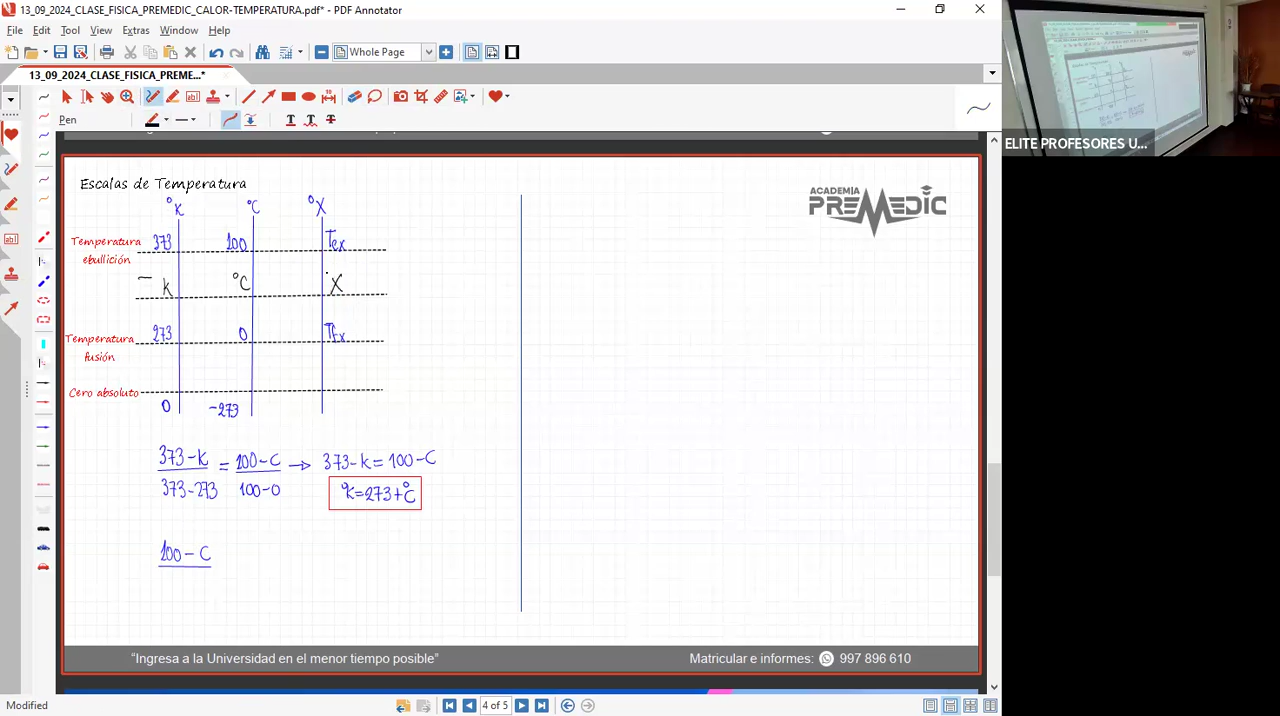 13_09_2024_CLASE_FISICA_PREMEDIC_CALOR-TEMPERATURA.pdf* - PDF Annotator
File Edit Tool View Extras Window Help
Whole Page
13_09_2024_CLASE_FISICA_PREME...*
Pen
ELITE PROFESORES U...
Escalas de Temperatura
ACADEMIA
PREMEDIC
°K °C °X
Temperatura ebullición 373 100 Tex
K °C X
Temperatura fusión 273 0 Tfx
Cero absoluto
0 -273
373-K / 373-273 = 100-C / 100-0 → 373-K = 100-C
°K=273+°C
100-C
"Ingresa a la Universidad en el menor tiempo posible" Matricular e informes: 997 896 610
Modified 4 of 5